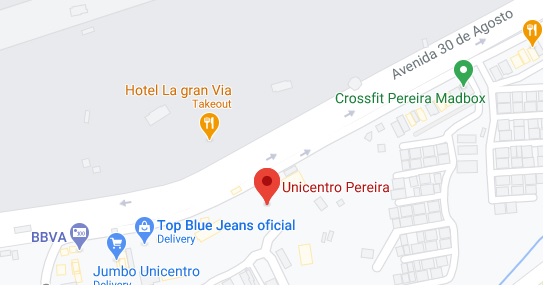 Avenida 30 de Agosto
Hotel La gran Via
Takeout
Crossfit Pereira Madbox
Unicentro Pereira
Top Blue Jeans oficial
Delivery
BBVA
Jumbo Unicentro
Delivery